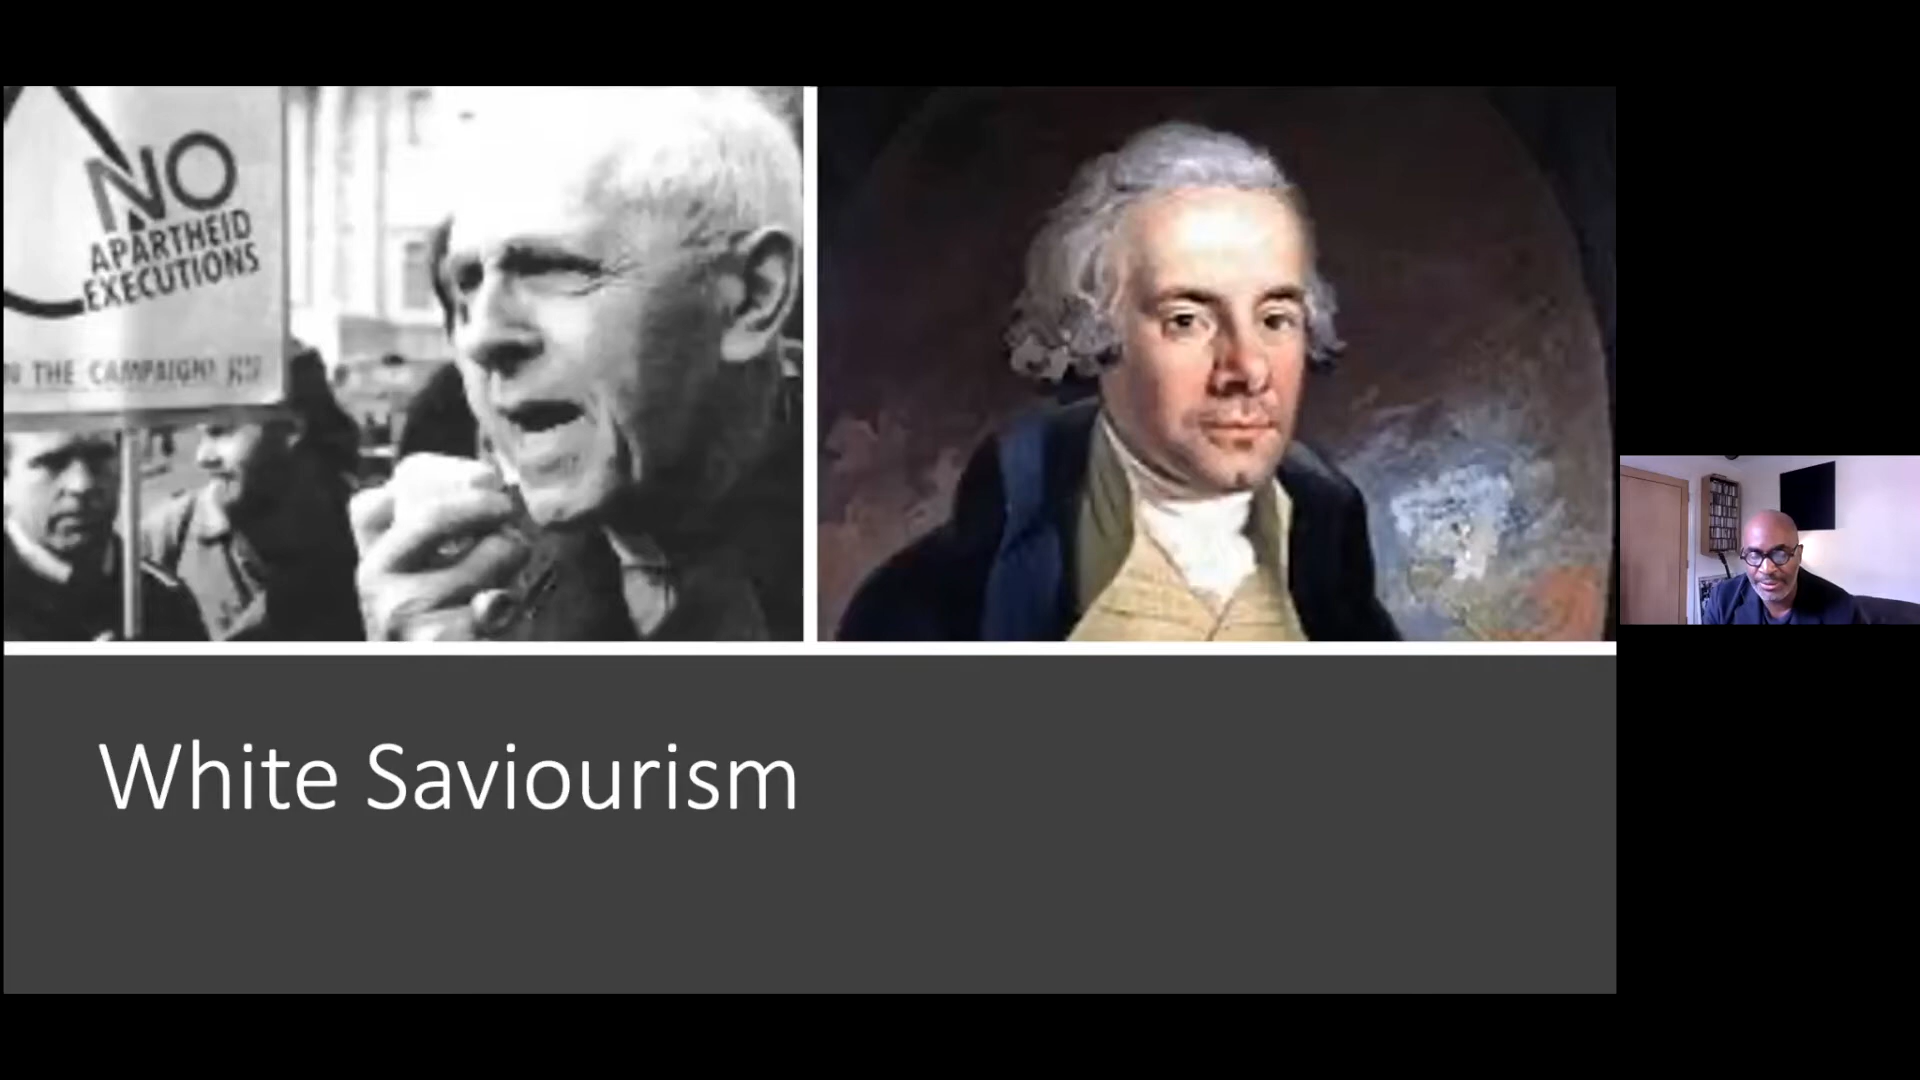 NO
APARTHEID
EXECUTIONS
THE CAMPAIGN!
White Saviourism